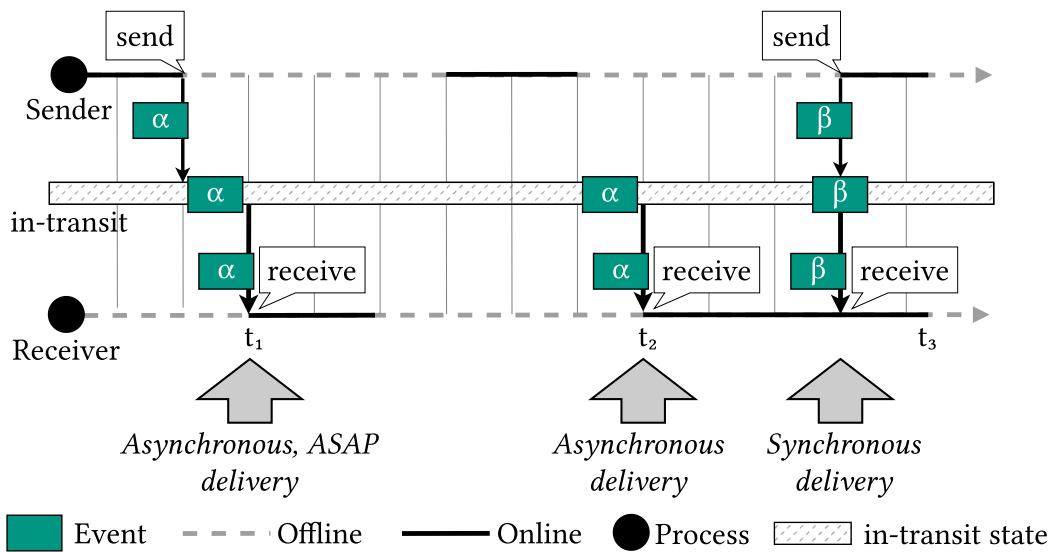 send
send
Sender
α
β
α
α
β
in-transit
α
receive
α
receive
β
receive
Receiver
t₁
t₂
t₃
Asynchronous, ASAP
delivery
Asynchronous
delivery
Synchronous
delivery
Event
Offline
Online
Process
in-transit state